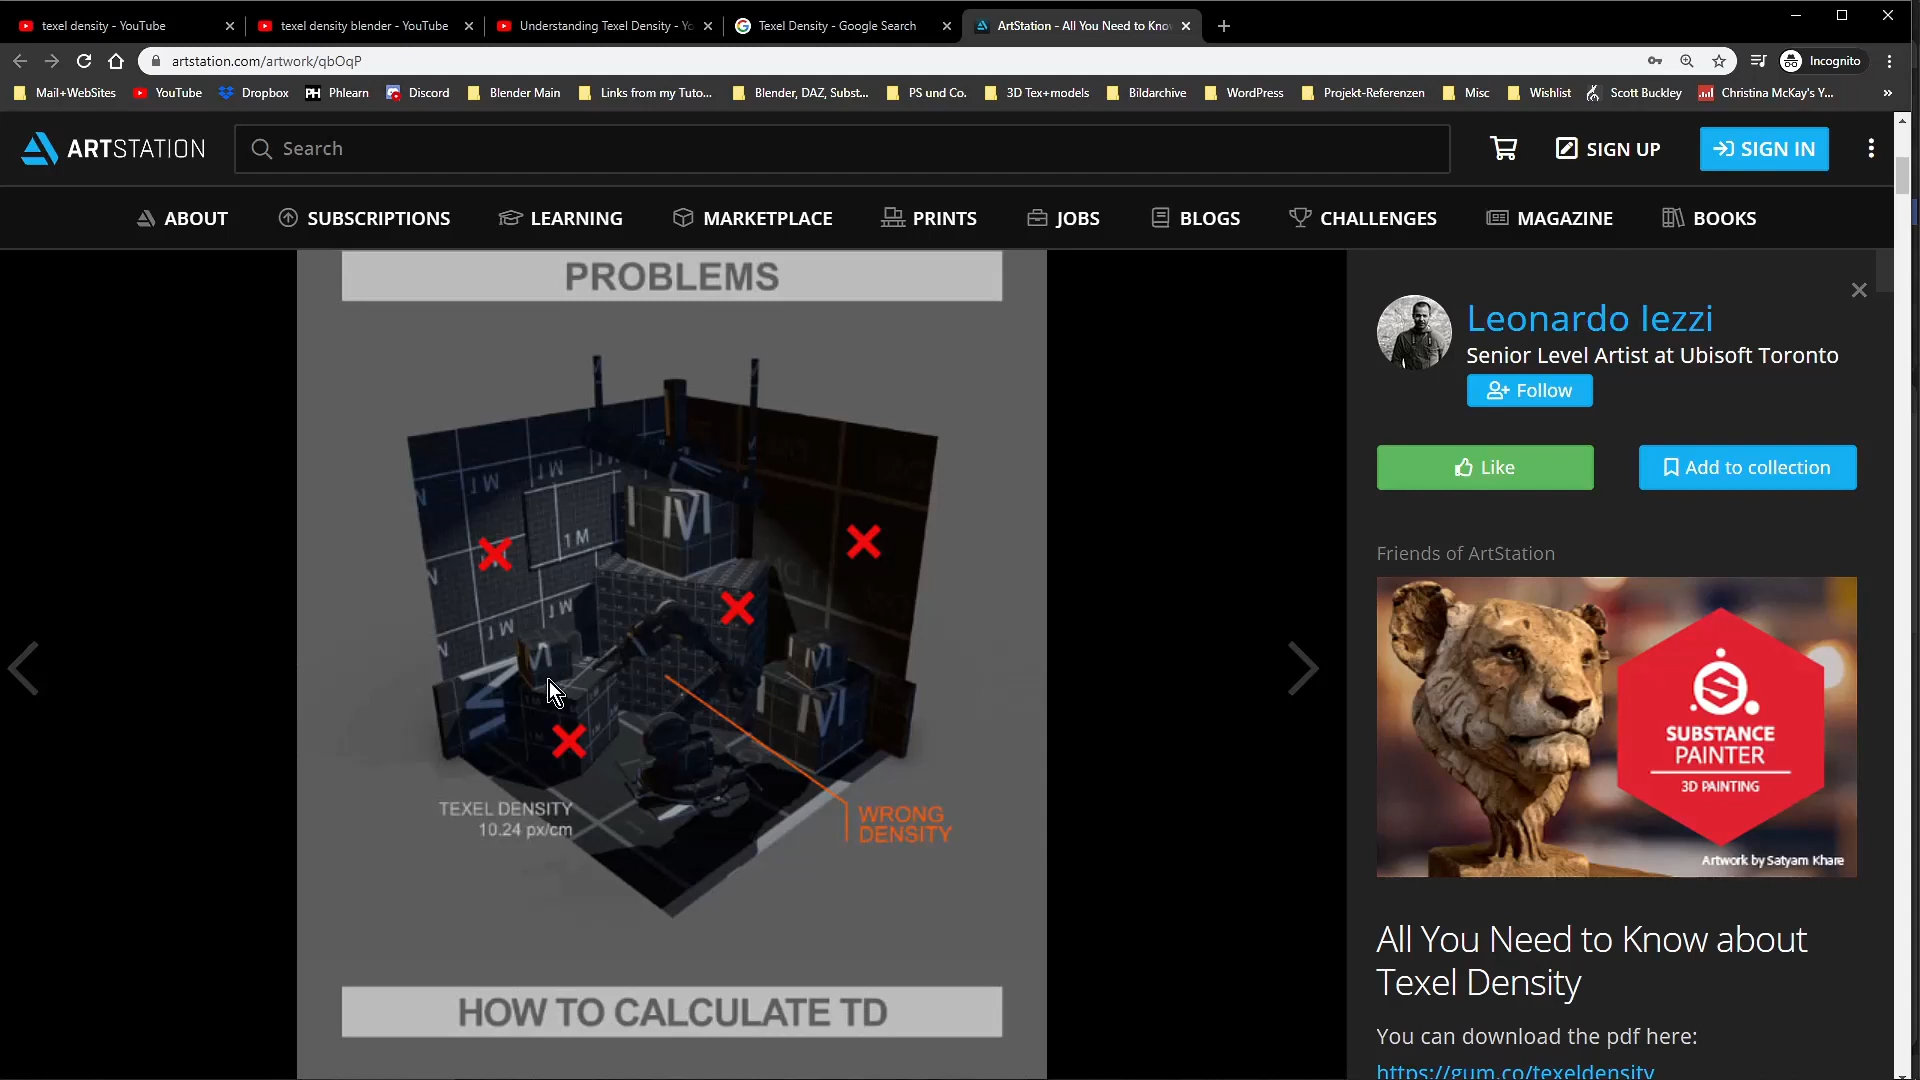 texel density - YouTube
texel density blender - YouTube
Understanding Texel Density - Yo
Texel Density - Google Search
ArtStation - All You Need to Know
artstation.com/artwork/qbOqP
Incognito
Mail+WebSites
YouTube
Dropbox
PH Phlearn
Discord
Blender Main
Links from my Tuto...
Blender, DAZ, Subst...
PS und Co.
3D Tex+models
Bildarchive
WordPress
Projekt-Referenzen
Misc
Wishlist
Scott Buckley
Christina McKay's Y...
»
ARTSTATION
Search
SIGN UP
SIGN IN
ABOUT
SUBSCRIPTIONS
LEARNING
MARKETPLACE
PRINTS
JOBS
BLOGS
CHALLENGES
MAGAZINE
BOOKS
PROBLEMS
1M
TEXEL DENSITY
10.24 px/cm
WRONG
DENSITY
HOW TO CALCULATE TD
Leonardo Iezzi
Senior Level Artist at Ubisoft Toronto
Follow
Like
Add to collection
Friends of ArtStation
SUBSTANCE
PAINTER
3D PAINTING
Artwork by Satyam Khare
All You Need to Know about
Texel Density
You can download the pdf here:
https://gum.co/texeldensity